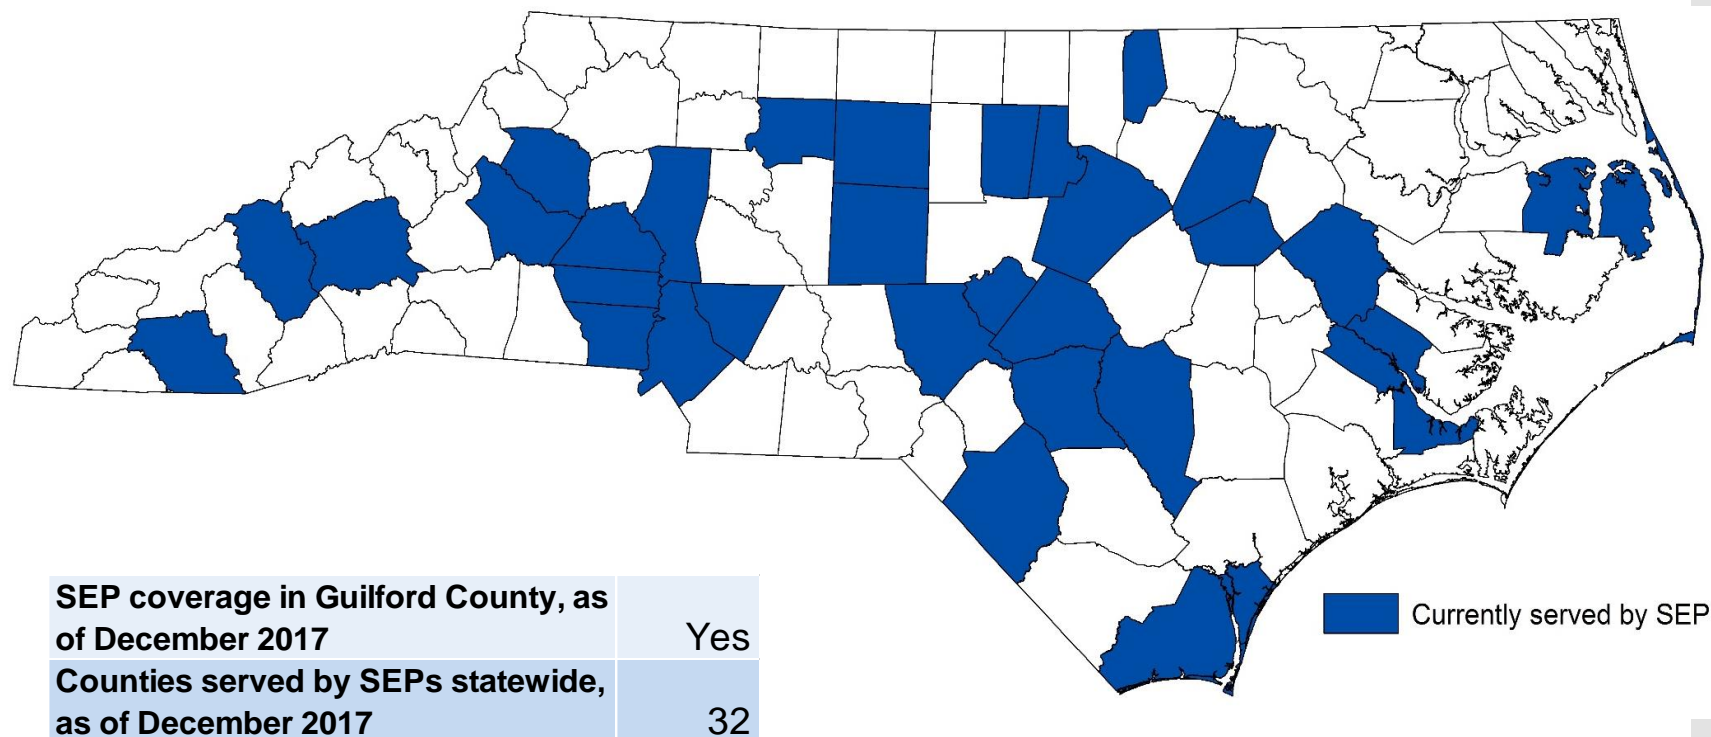 SEP coverage in Guilford County, as
of December 2017 Yes
Counties served by SEPs statewide,
as of December 2017 32
Currently served by SEP